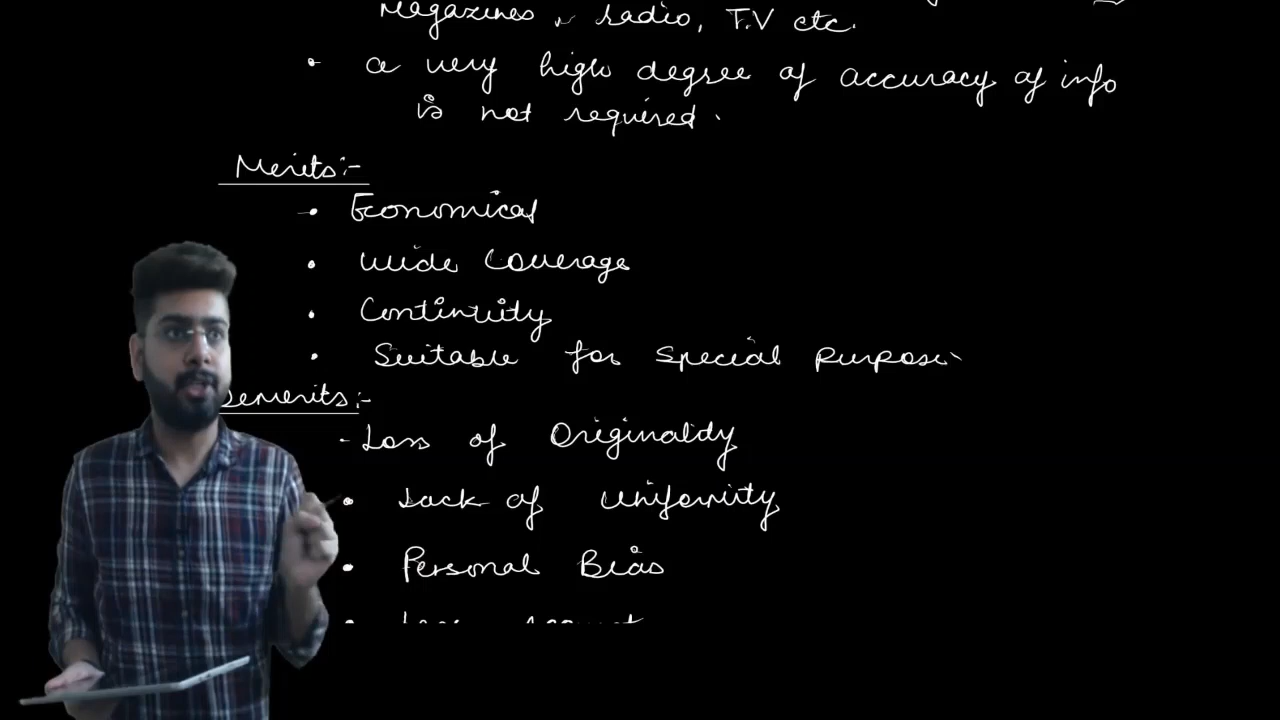 Magazines, radio, T.V etc.
• a very high degree of accuracy of info
is not required.
Merits:-
• Economical
• Wide Coverage
• Continuity
• Suitable for special purpose
Demerits:-
- Loss of Originality
• Lack of Uniformity
• Personal Bias
• Less